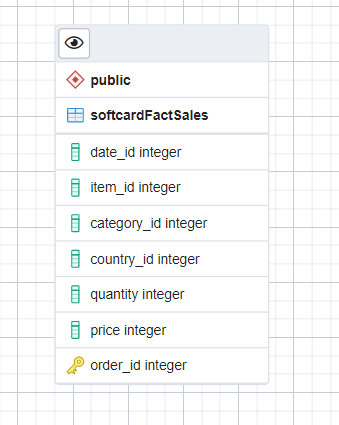 public
softcardFactSales
date_id integer
item_id integer
category_id integer
country_id integer
quantity integer
price integer
order_id integer